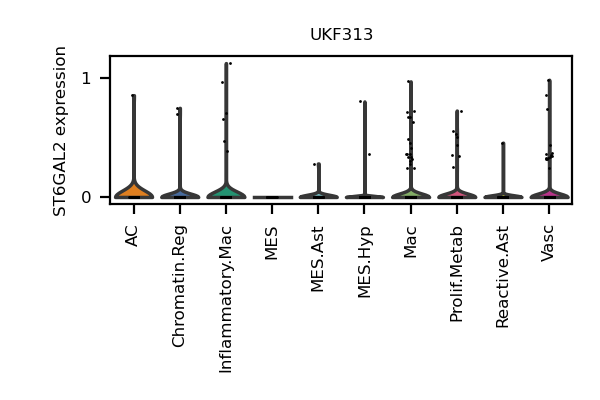 UKF313
ST6GAL2 expression
1
0
AC
Chromatin.Reg
Inflammatory.Mac
MES
MES.Ast
MES.Hyp
Mac
Prolif.Metab
Reactive.Ast
Vasc